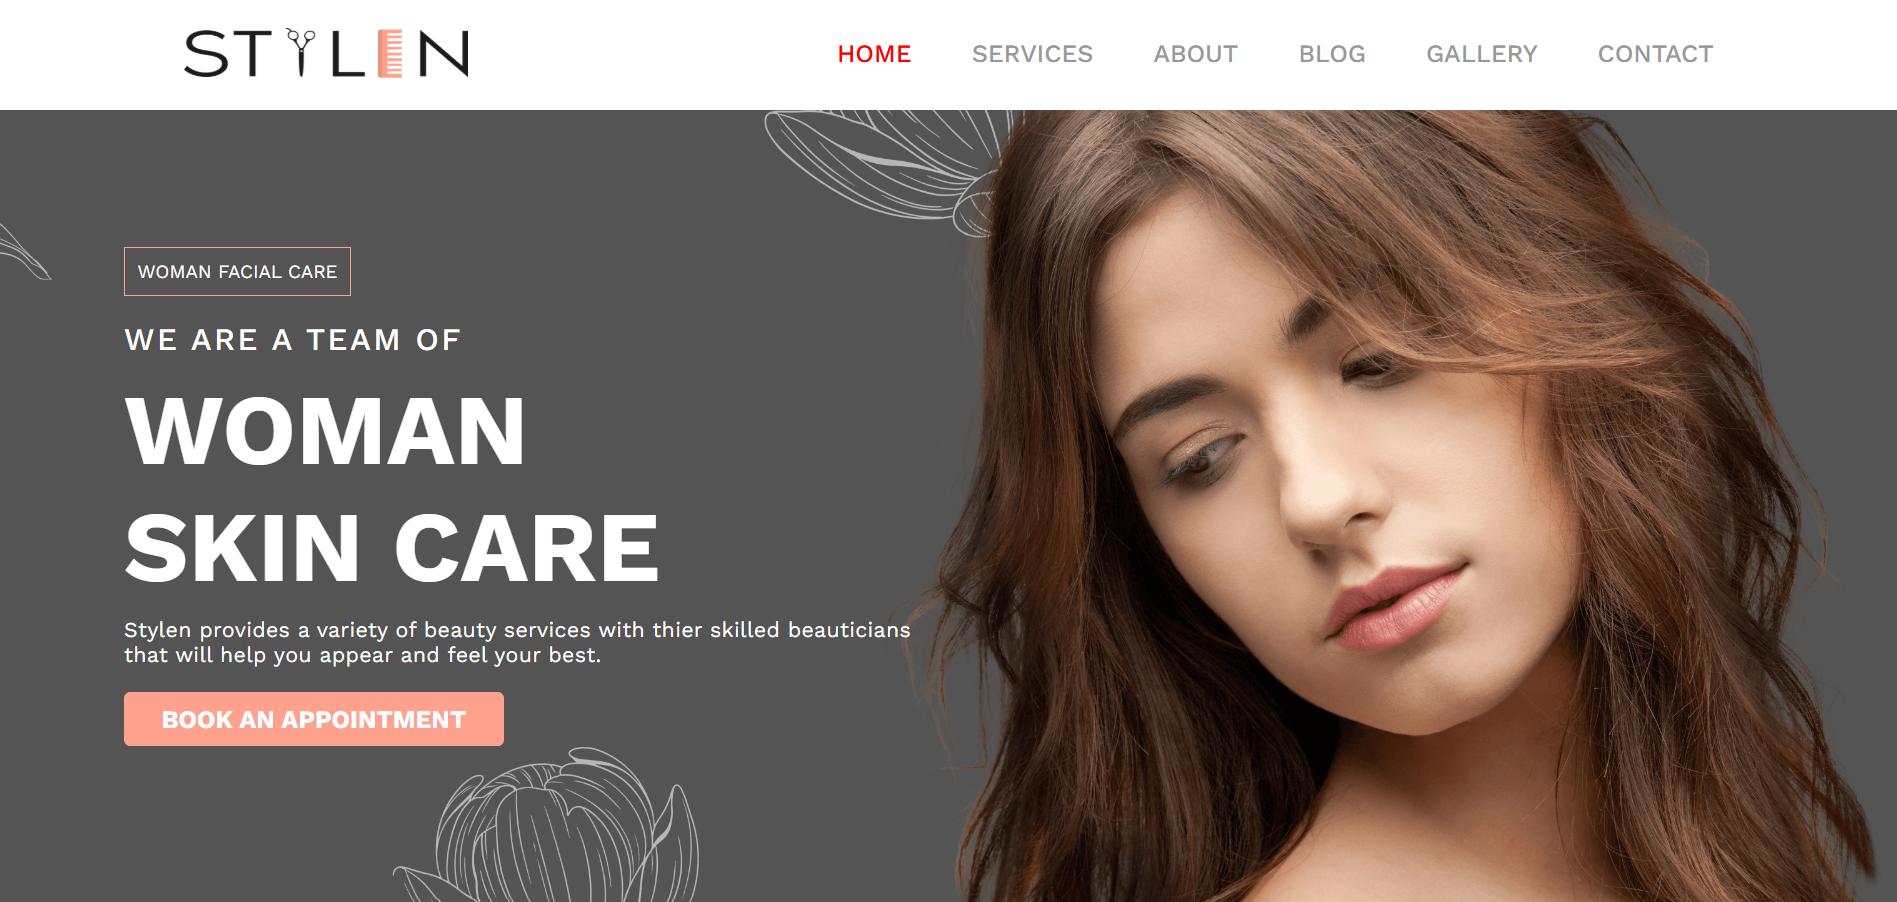 STYLEN
HOME SERVICES ABOUT BLOG GALLERY CONTACT
WOMAN FACIAL CARE
WE ARE A TEAM OF
WOMAN
SKIN CARE
Stylen provides a variety of beauty services with thier skilled beauticians
that will help you appear and feel your best.
BOOK AN APPOINTMENT